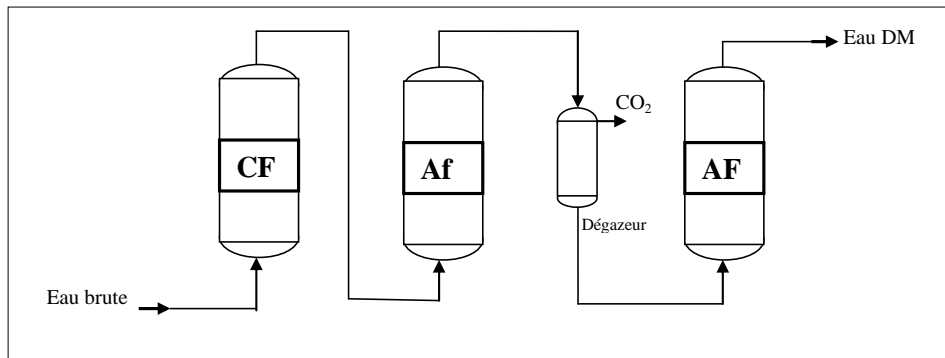 Eau DM
CO₂
CF
Af
AF
Dégazeur
Eau brute